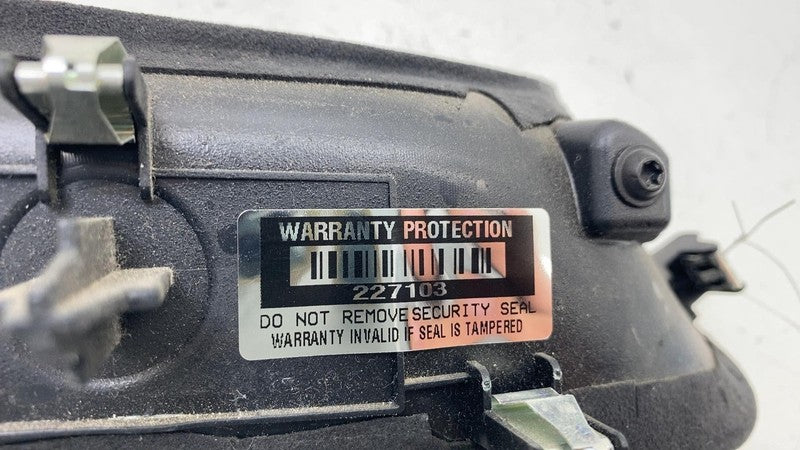 WARRANTY PROTECTION
227103
DO NOT REMOVE SECURITY SEAL
WARRANTY INVALID IF SEAL IS TAMPERED